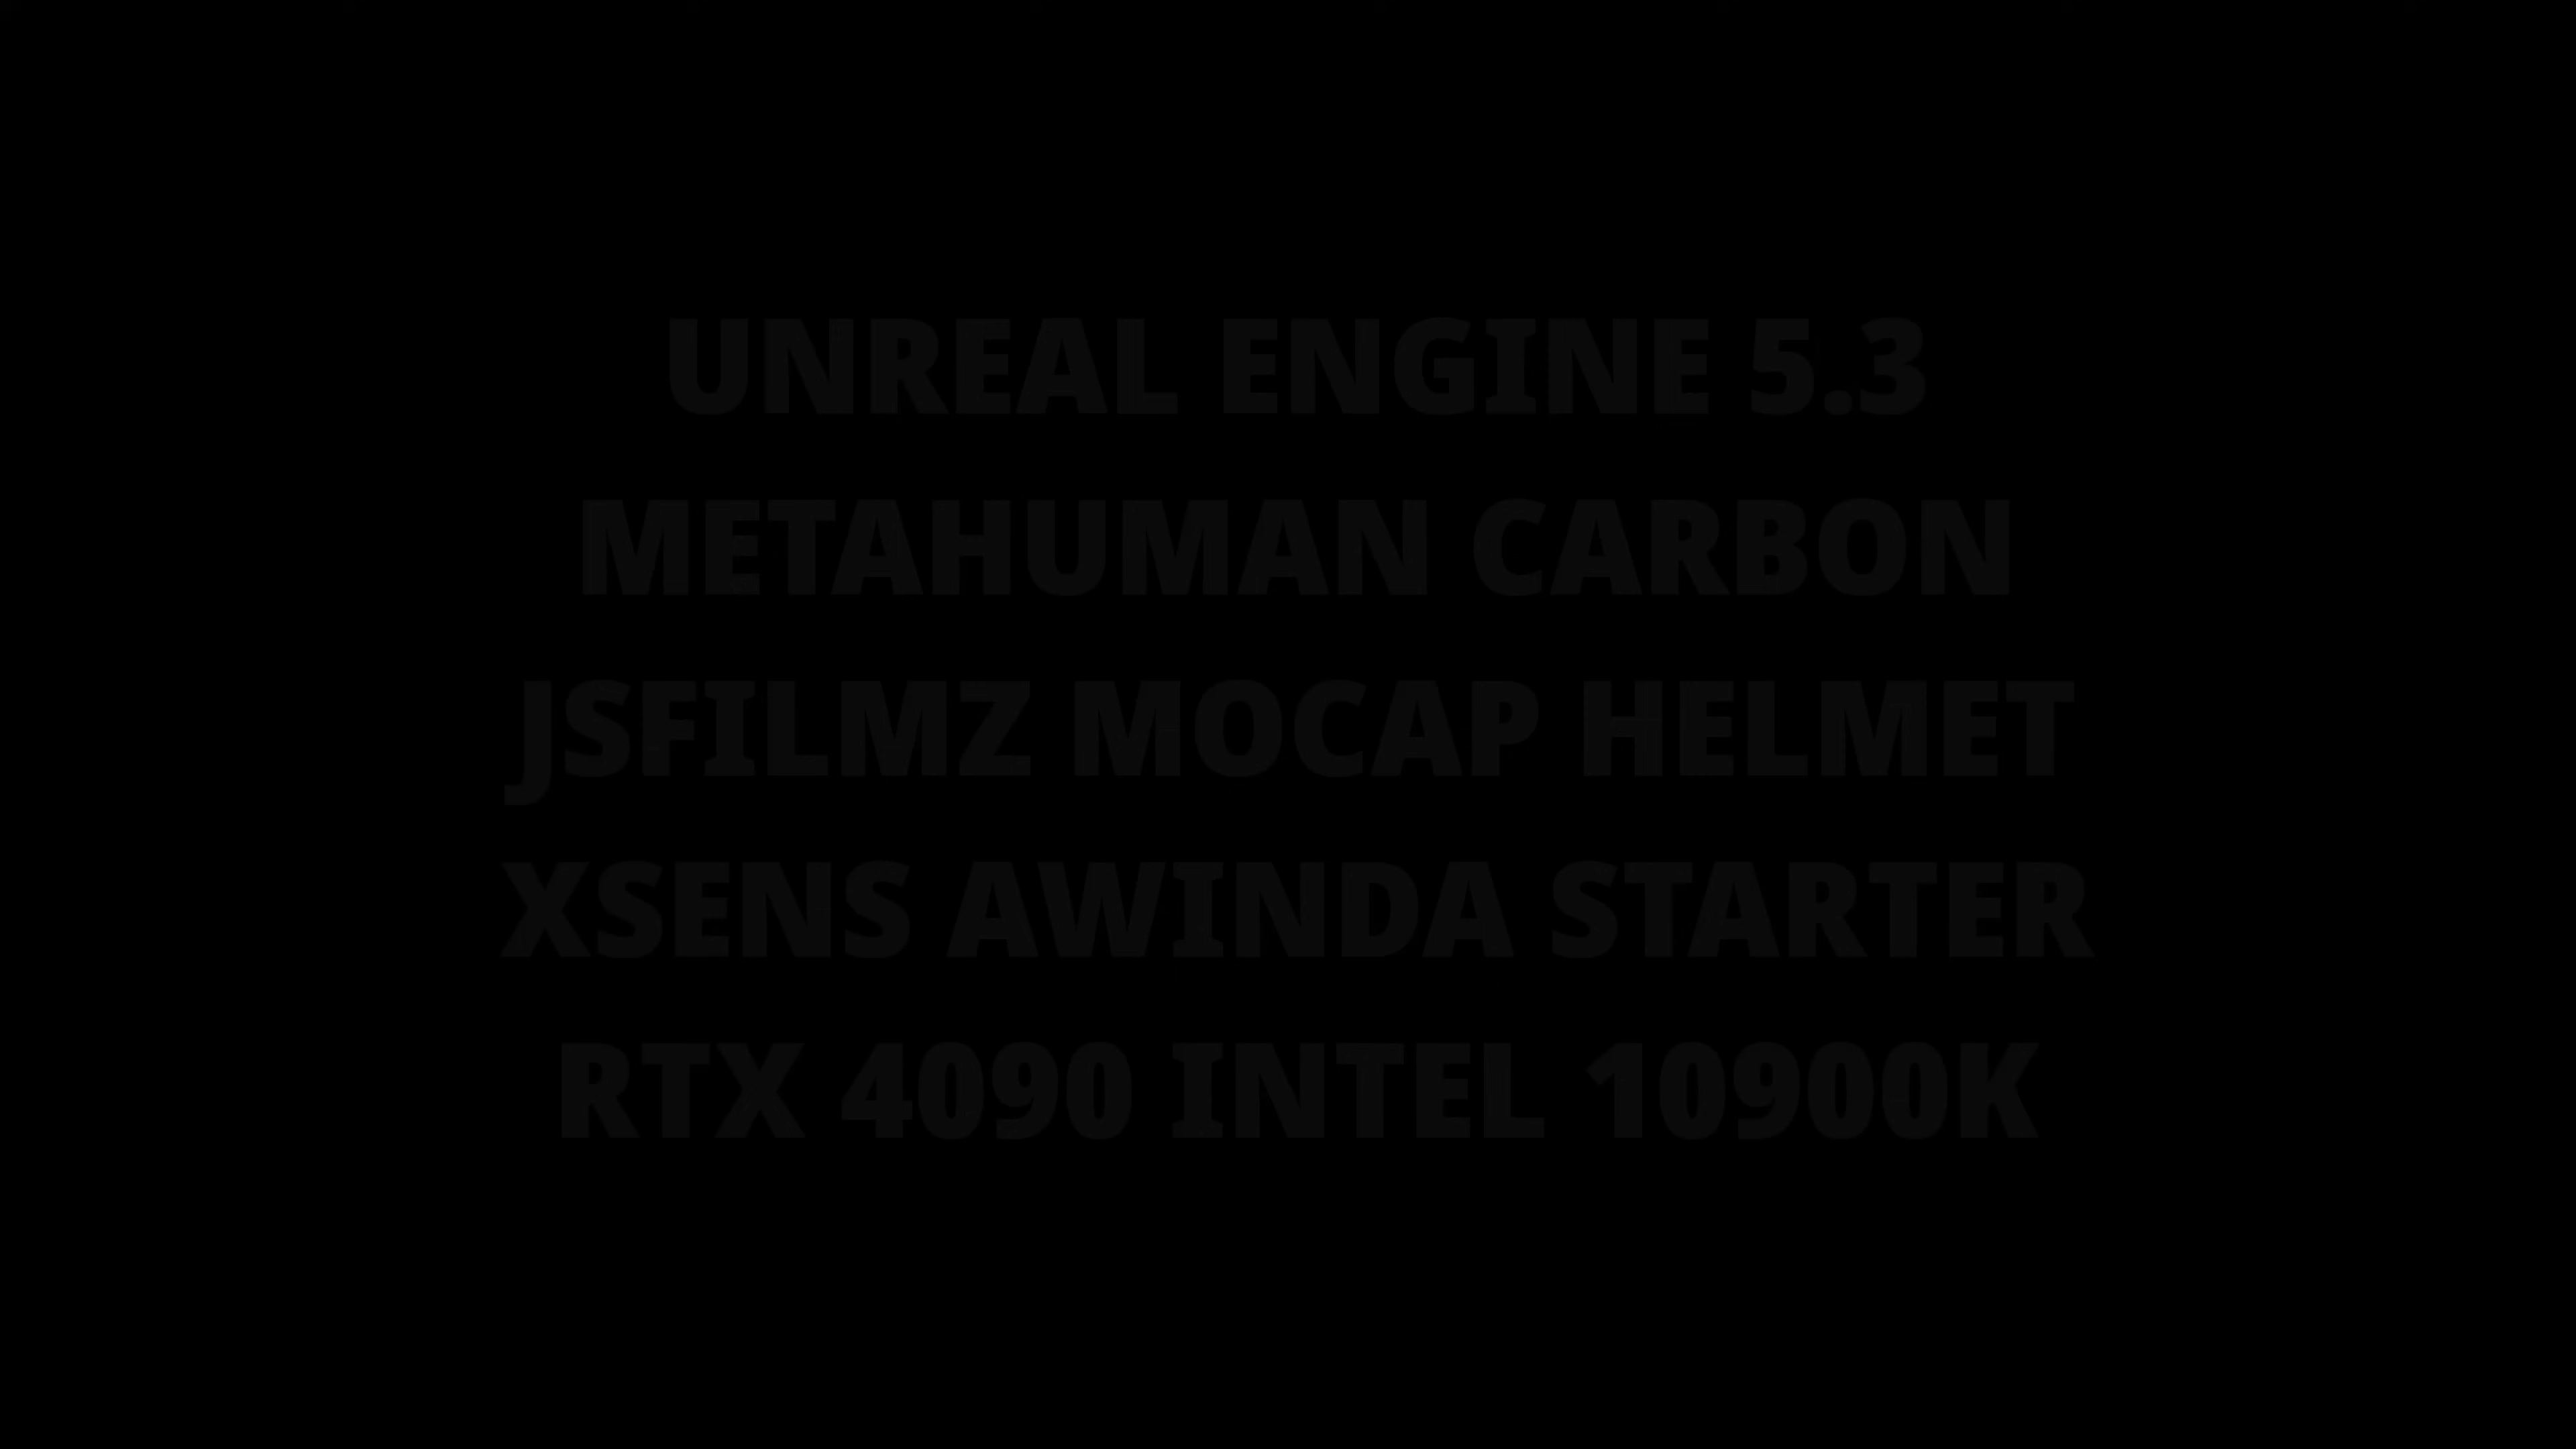 UNREAL ENGINE 5.3
METAHUMAN CARBON
JSFILMZ MOCAP HELMET
XSENS AWINDA STARTER
RTX 4090 INTEL 10900K